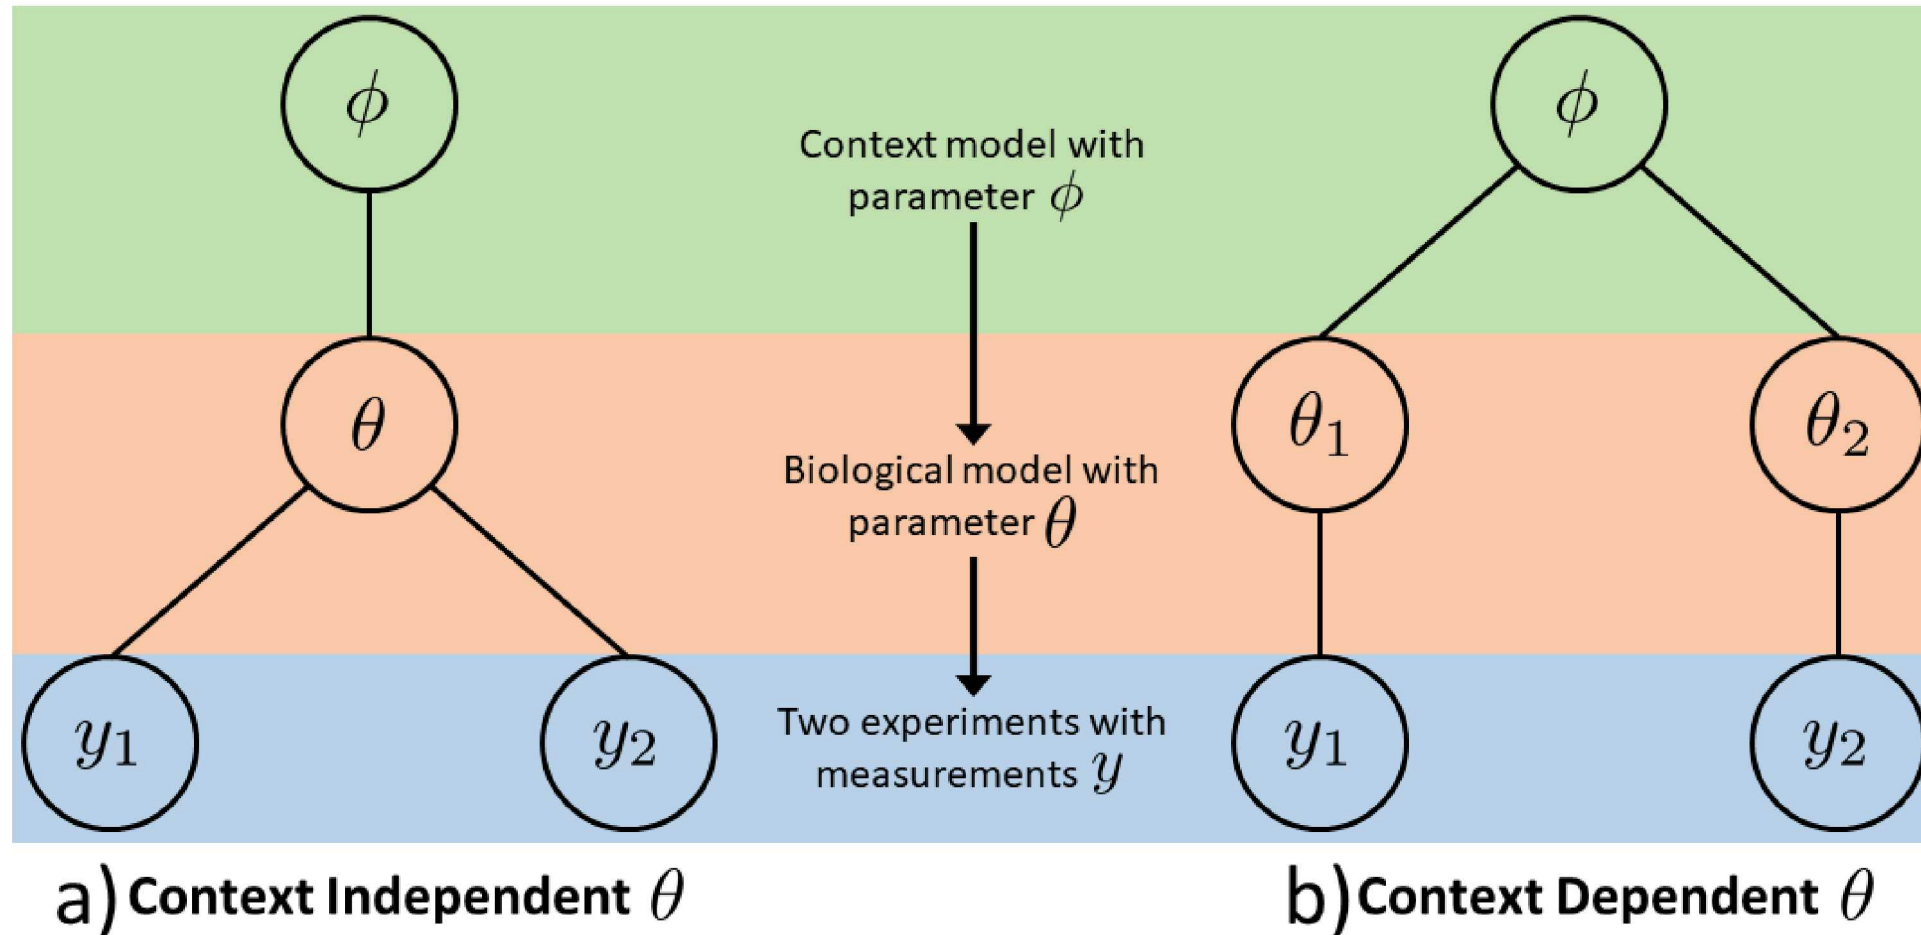 ϕ
ϕ
Context model with
parameter ϕ
θ
θ₁
θ₂
Biological model with
parameter θ
y₁
y₂
Two experiments with
measurements y
y₁
y₂
a) Context Independent θ
b) Context Dependent θ